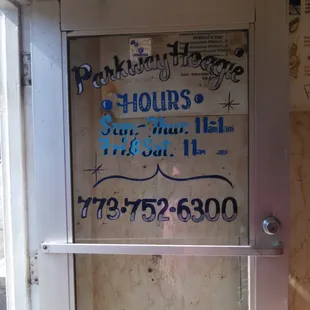 Parkway Hoagie
HOURS
Sun.-Thur. 11
Fri & Sat. 11
773-752-6300